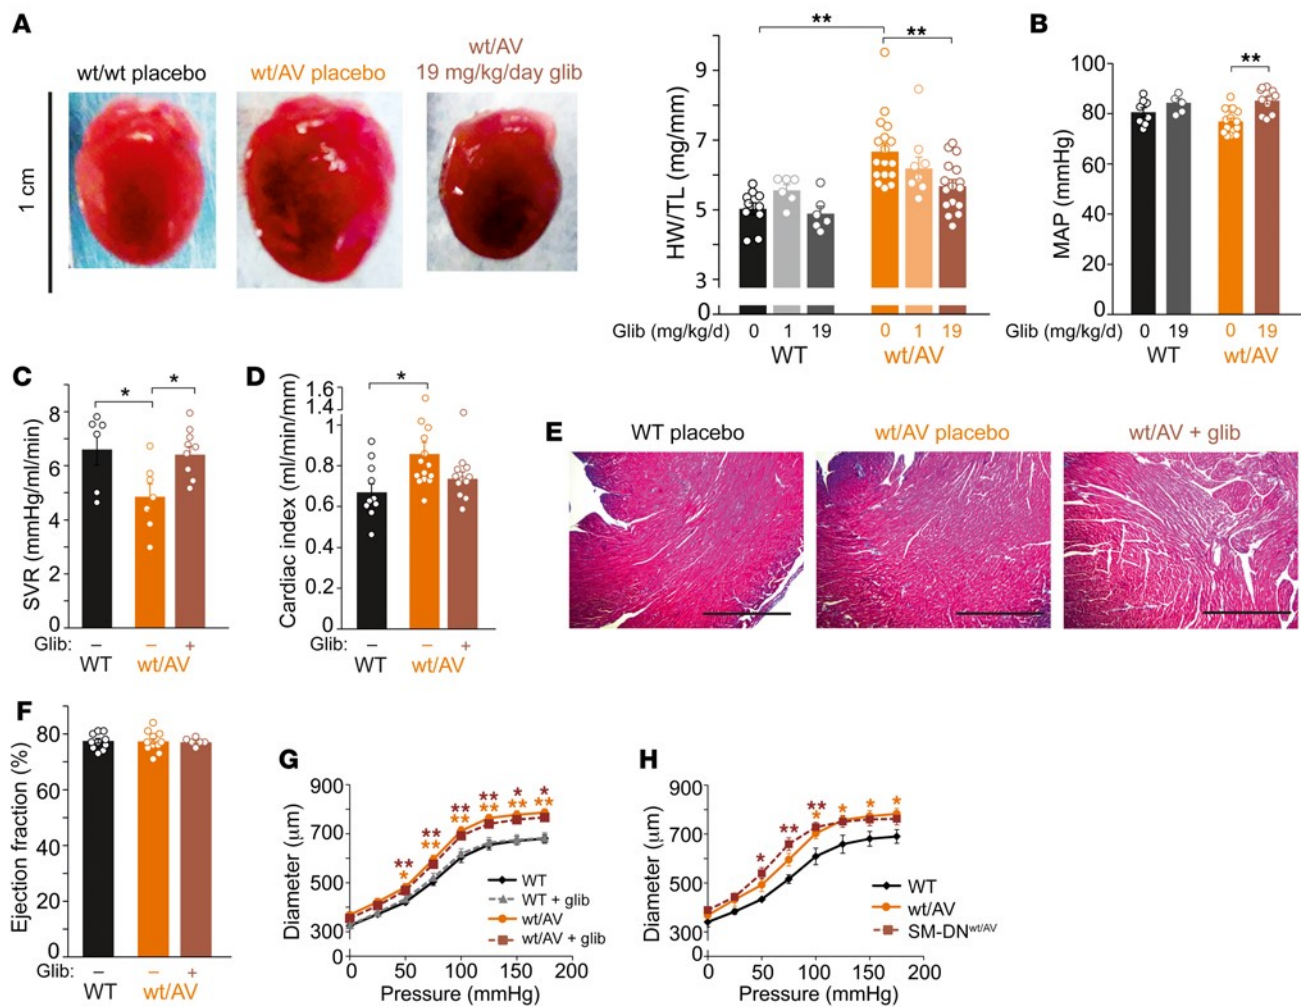 A
wt/wt placebo
wt/AV placebo
wt/AV
19 mg/kg/day glib
1 cm
HW/TL (mg/mm)
9
7
5
3
0
**
**
Glib (mg/kg/d)
0 1 19
0 1 19
WT
wt/AV
B
MAP (mmHg)
100
80
60
40
20
0
**
Glib (mg/kg/d)
0 19
0 19
WT
wt/AV
C
SVR (mmHg/ml/min)
8
6
4
2
0
*
*
Glib: – – +
WT wt/AV
D
Cardiac index (ml/min/mm)
1.6
1.4
1
0.8
0.6
0.4
0.2
0
*
Glib: – – +
WT wt/AV
E
WT placebo
wt/AV placebo
wt/AV + glib
F
Ejection fraction (%)
80
60
40
20
0
Glib: – – +
WT wt/AV
G
Diameter (μm)
900
700
500
300
0
** ** ** ** * *
* ** ** ** ** **
WT
WT + glib
wt/AV
wt/AV + glib
0 50 100 150 200
Pressure (mmHg)
H
Diameter (μm)
900
700
500
300
0
* ** **
* * * *
WT
wt/AV
SM-DNwt/AV
0 50 100 150 200
Pressure (mmHg)